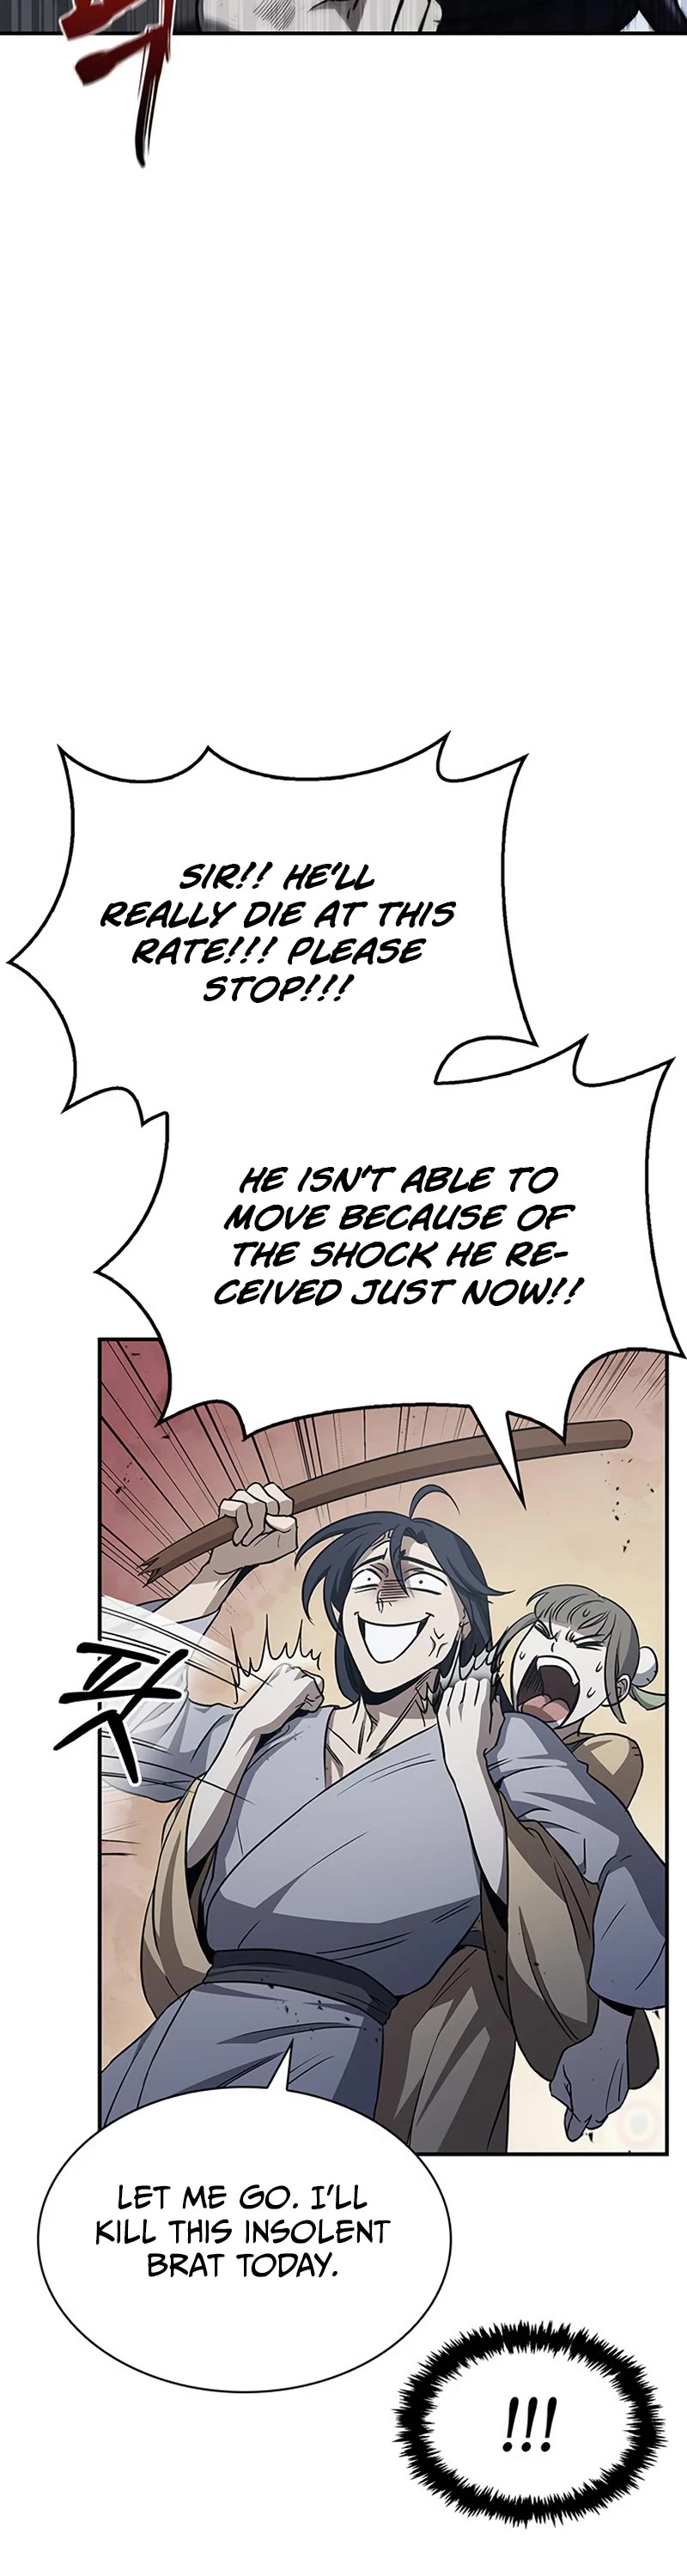 SIR!! HE'LL
REALLY DIE AT THIS
RATE!!! PLEASE
STOP!!!
HE ISN'T ABLE TO
MOVE BECAUSE OF
THE SHOCK HE RE-
CEIVED JUST NOW!!
퍽
LET ME GO. I'LL
KILL THIS INSOLENT
BRAT TODAY.
!!!